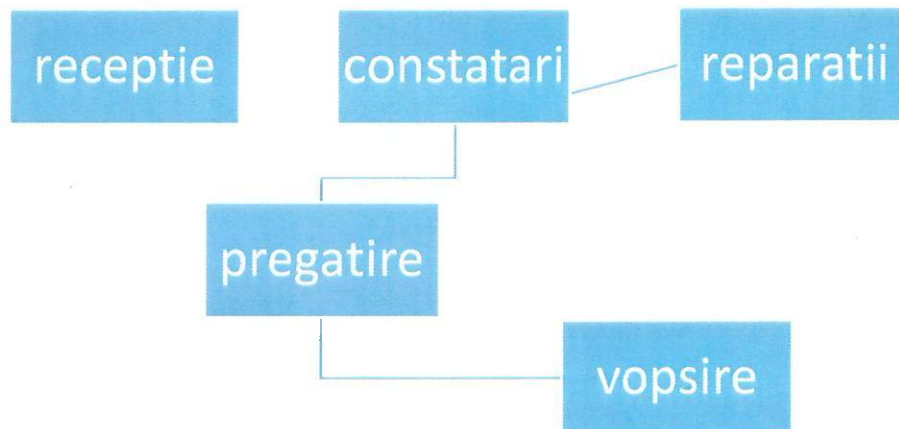 receptie
constatari
reparatii
pregatire
vopsire